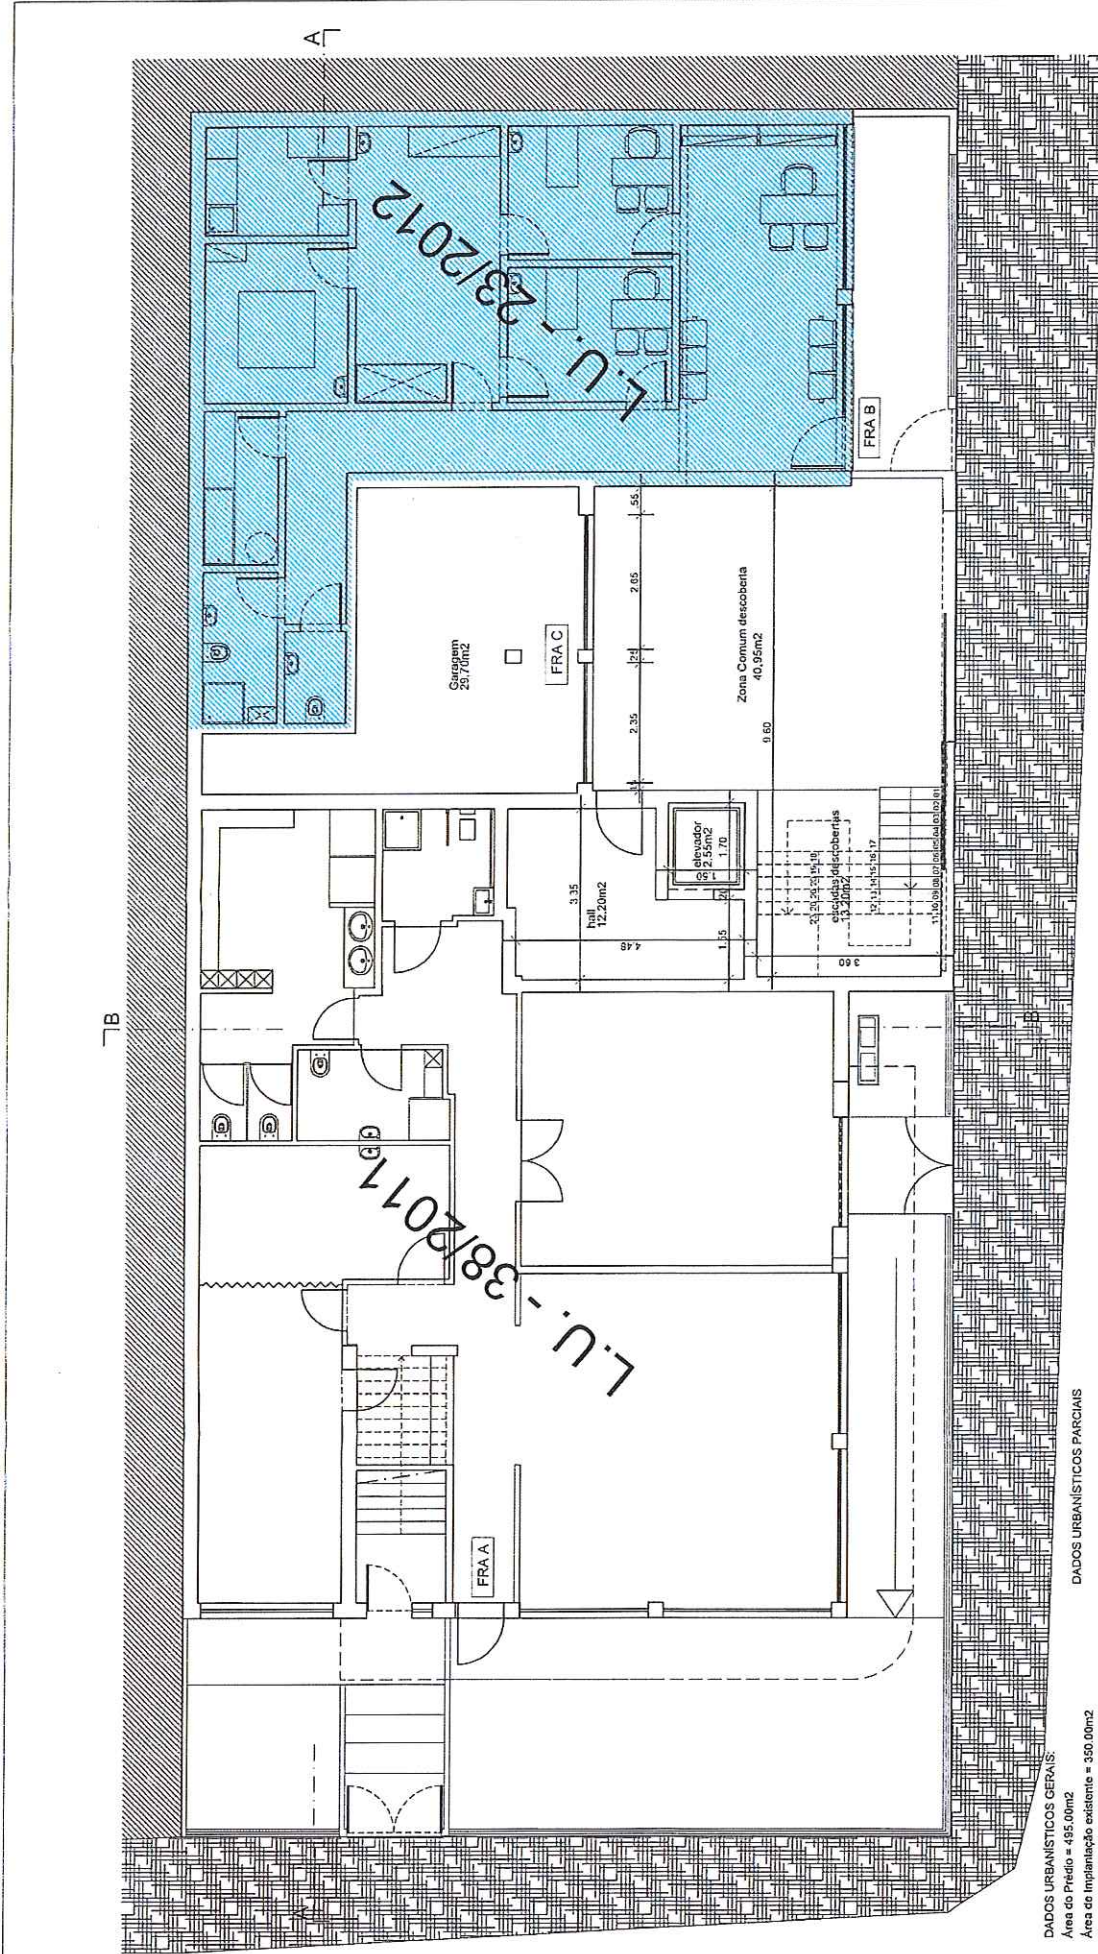 A
L.U. - 23/2012
FRA B
Garagem
29.70m2
FRA C
.55
2.65
.25
2.35
Zona Comum descoberta
40,95m2
9.60
B
hall
12.20m2
3.35
4.48
elevador
2.55m2
1.70
1.50
.20
1.55
escadas descobertas
13.20m2
3.60
B
L.U. - 38/2011
FRA A
A
DADOS URBANÍSTICOS GERAIS:
Área do Prédio = 495.00m2
Área de Implantação existente = 350.00m2
DADOS URBANÍSTICOS PARCIAIS